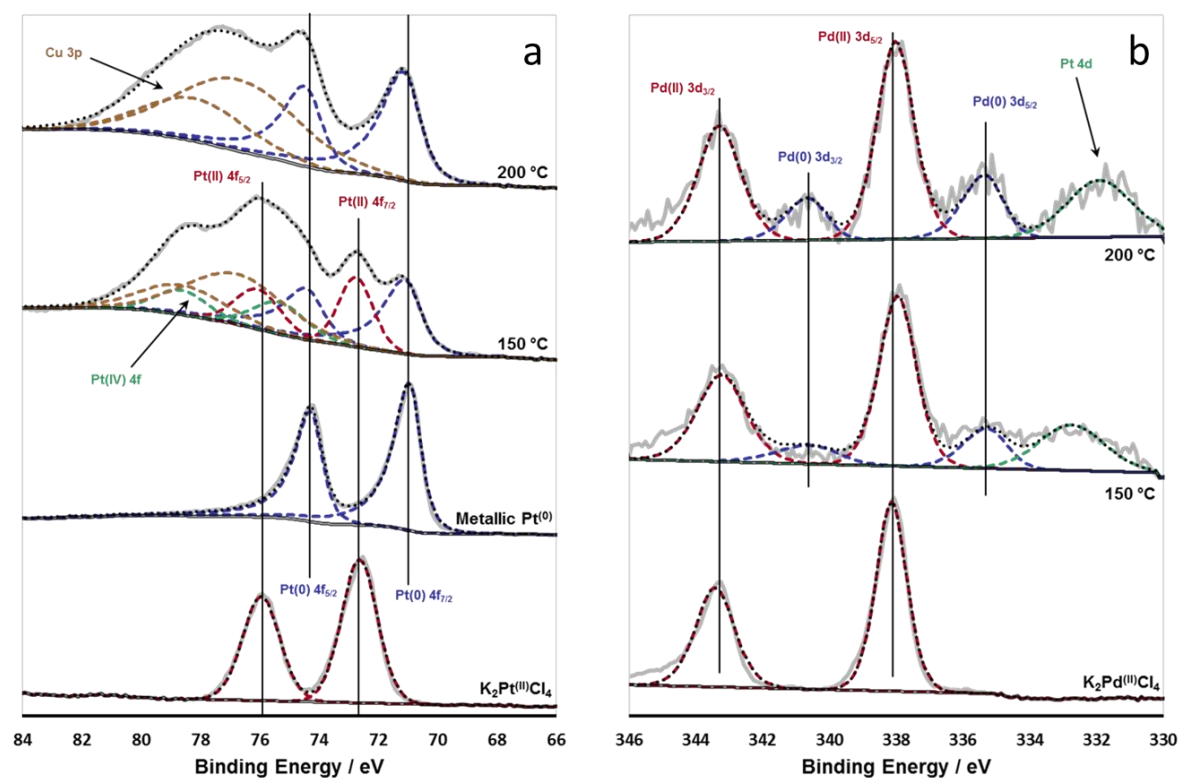 a
Cu 3p
200 °C
Pt(II) 4f5/2
Pt(II) 4f7/2
150 °C
Pt(IV) 4f
Metallic Pt(0)
Pt(0) 4f5/2
Pt(0) 4f7/2
K2Pt(II)Cl4
84 82 80 78 76 74 72 70 68 66
Binding Energy / eV
b
Pd(II) 3d5/2
Pt 4d
Pd(II) 3d3/2
Pd(0) 3d5/2
Pd(0) 3d3/2
200 °C
150 °C
K2Pd(II)Cl4
346 344 342 340 338 336 334 332 330
Binding Energy / eV